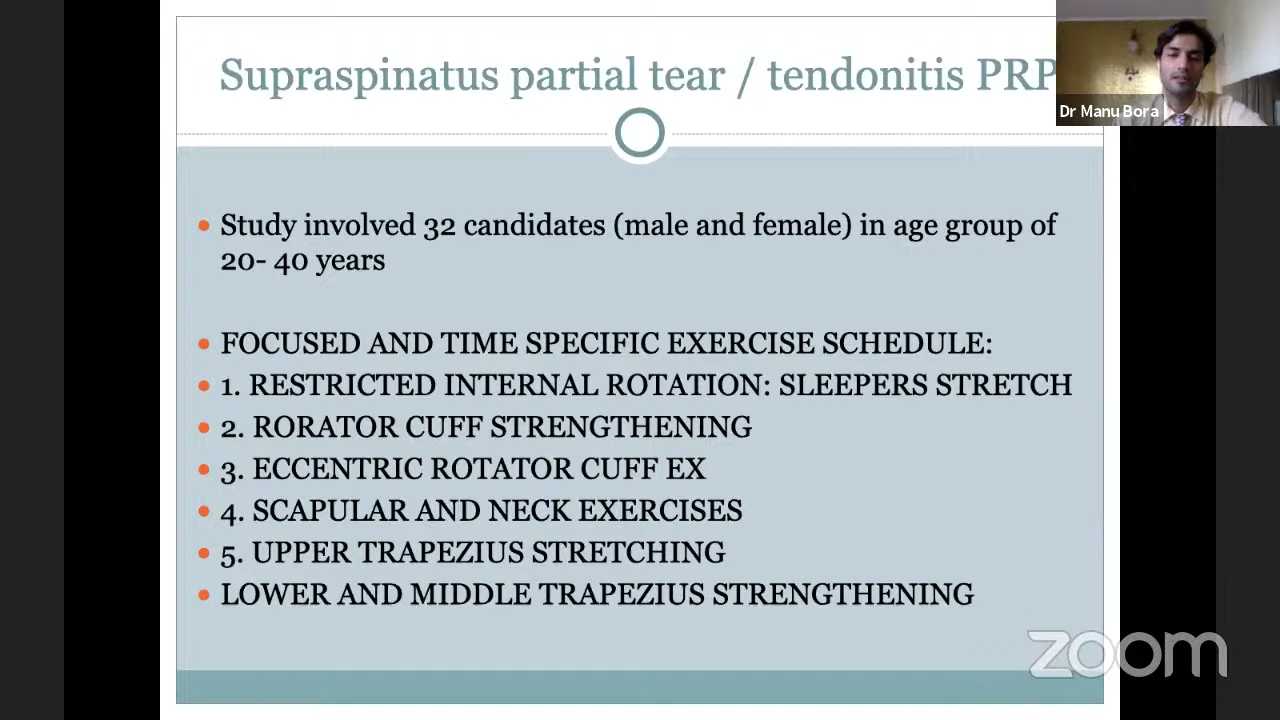 Supraspinatus partial tear / tendonitis PRP
Dr Manu Bora
• Study involved 32 candidates (male and female) in age group of
20- 40 years
• FOCUSED AND TIME SPECIFIC EXERCISE SCHEDULE:
• 1. RESTRICTED INTERNAL ROTATION: SLEEPERS STRETCH
• 2. RORATOR CUFF STRENGTHENING
• 3. ECCENTRIC ROTATOR CUFF EX
• 4. SCAPULAR AND NECK EXERCISES
• 5. UPPER TRAPEZIUS STRETCHING
• LOWER AND MIDDLE TRAPEZIUS STRENGTHENING
zoom